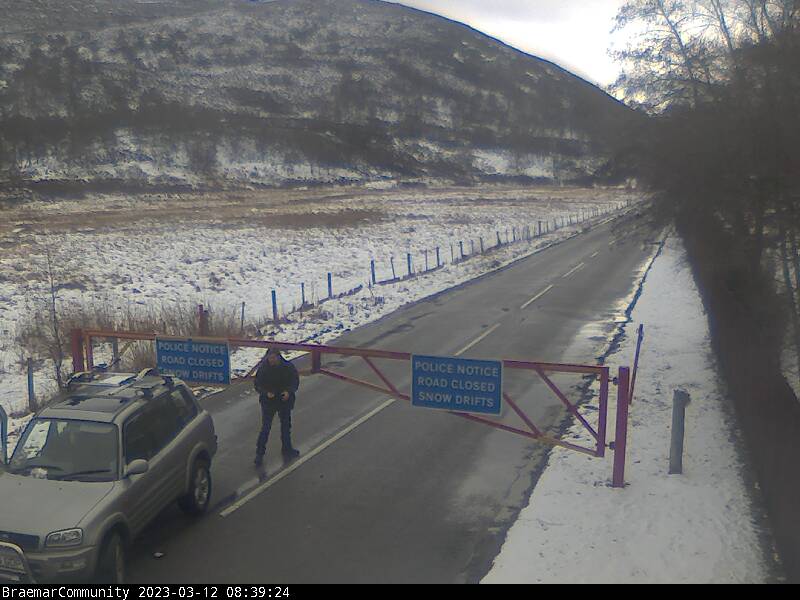 POLICE NOTICE
ROAD CLOSED
SNOW DRIFTS
POLICE NOTICE
ROAD CLOSED
SNOW DRIFTS
BraemarCommunity 2023-03-12 08:39:24